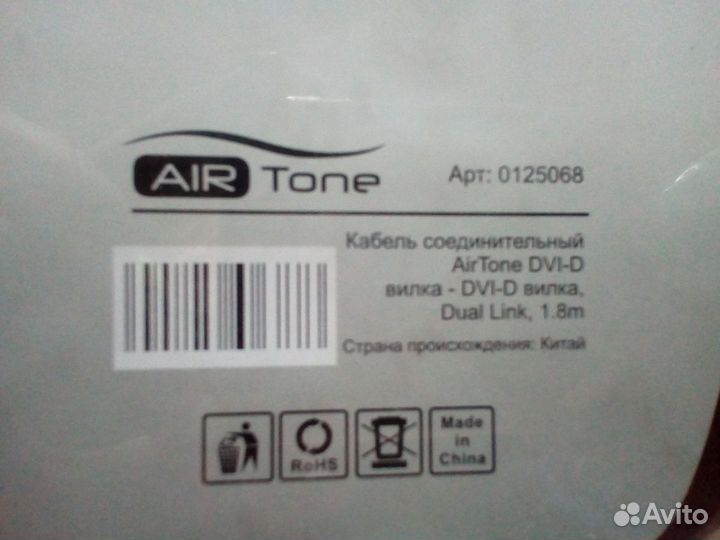 AIR Tone
Арт: 0125068
Кабель соединительный
AirTone DVI-D
вилка - DVI-D вилка,
Dual Link, 1.8m
Страна происхождения: Китай
RoHS
Made
in
China
Avito